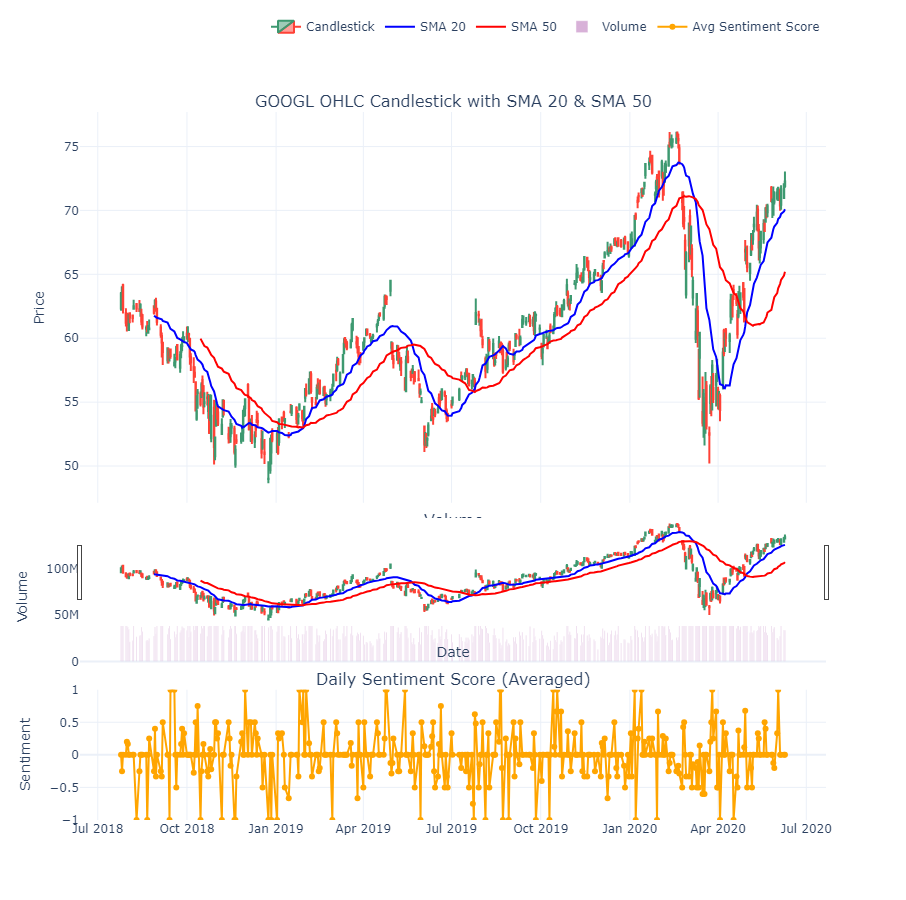 Candlestick SMA 20 SMA 50 Volume Avg Sentiment Score
GOOGL OHLC Candlestick with SMA 20 & SMA 50
75
70
65
60
55
50
Price
Volume
100M
50M
0
Volume
Date
Daily Sentiment Score (Averaged)
1
0.5
0
−0.5
−1
Sentiment
Jul 2018 Oct 2018 Jan 2019 Apr 2019 Jul 2019 Oct 2019 Jan 2020 Apr 2020 Jul 2020